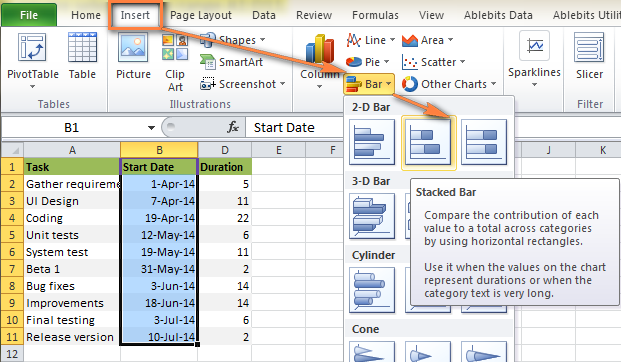 File Home Insert Page Layout Data Review Formulas View Ablebits Data Ablebits Utili
PivotTable Table Picture Clip Art Shapes SmartArt Screenshot Column Line Area Pie Scatter Bar Other Charts Sparklines Slicer
Tables Illustrations Filter
B1 fx Start Date
2-D Bar
3-D Bar
Cylinder
Cone
Stacked Bar
Compare the contribution of each
value to a total across categories
by using horizontal rectangles.
Use it when the values on the chart
represent durations or when the
category text is very long.
A B D E F J K
1 Task Start Date Duration
2 Gather requireme 1-Apr-14 5
3 UI Design 7-Apr-14 11
4 Coding 19-Apr-14 22
5 Unit tests 12-May-14 6
6 System test 19-May-14 11
7 Beta 1 31-May-14 2
8 Bug fixes 3-Jun-14 14
9 Improvements 18-Jun-14 14
10 Final testing 3-Jul-14 6
11 Release version 10-Jul-14 2
12